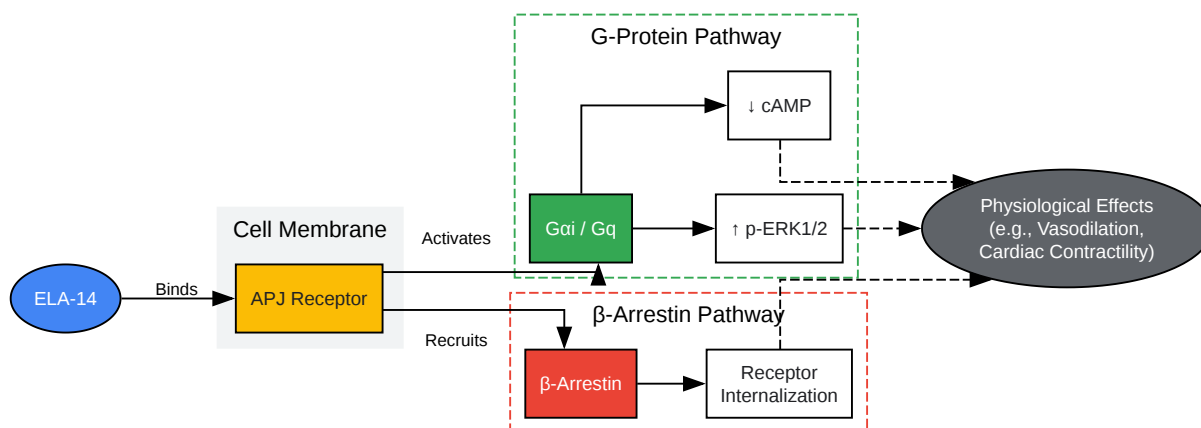 G-Protein Pathway
↓ cAMP
Gαi / Gq
↑ p-ERK1/2
Physiological Effects
(e.g., Vasodilation,
Cardiac Contractility)
Cell Membrane
Activates
ELA-14
Binds
APJ Receptor
Recruits
β-Arrestin Pathway
β-Arrestin
Receptor
Internalization